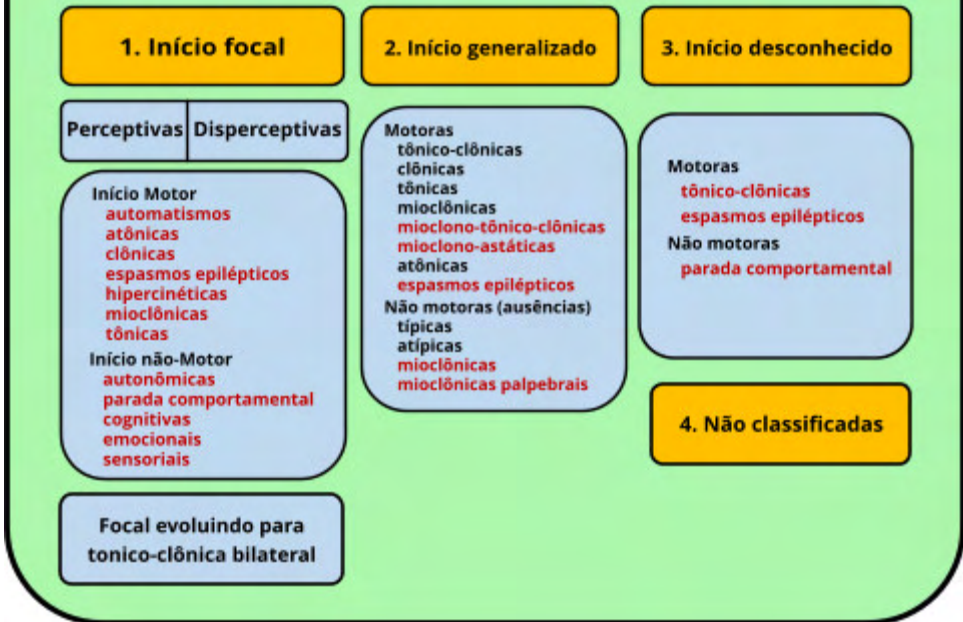 1. Início focal
Perceptivas
Disperceptivas
Início Motor
automatismos
atônicas
clônicas
espasmos epilépticos
hipercinéticas
mioclônicas
tônicas
Início não-Motor
autonômicas
parada comportamental
cognitivas
emocionais
sensoriais
Focal evoluindo para
tonico-clônica bilateral
2. Início generalizado
Motoras
tônico-clônicas
clônicas
tônicas
mioclônicas
mioclono-tônico-clônicas
mioclono-astáticas
atônicas
espasmos epilépticos
Não motoras (ausências)
típicas
atípicas
mioclônicas
mioclônicas palpebrais
3. Início desconhecido
Motoras
tônico-clônicas
espasmos epilépticos
Não motoras
parada comportamental
4. Não classificadas